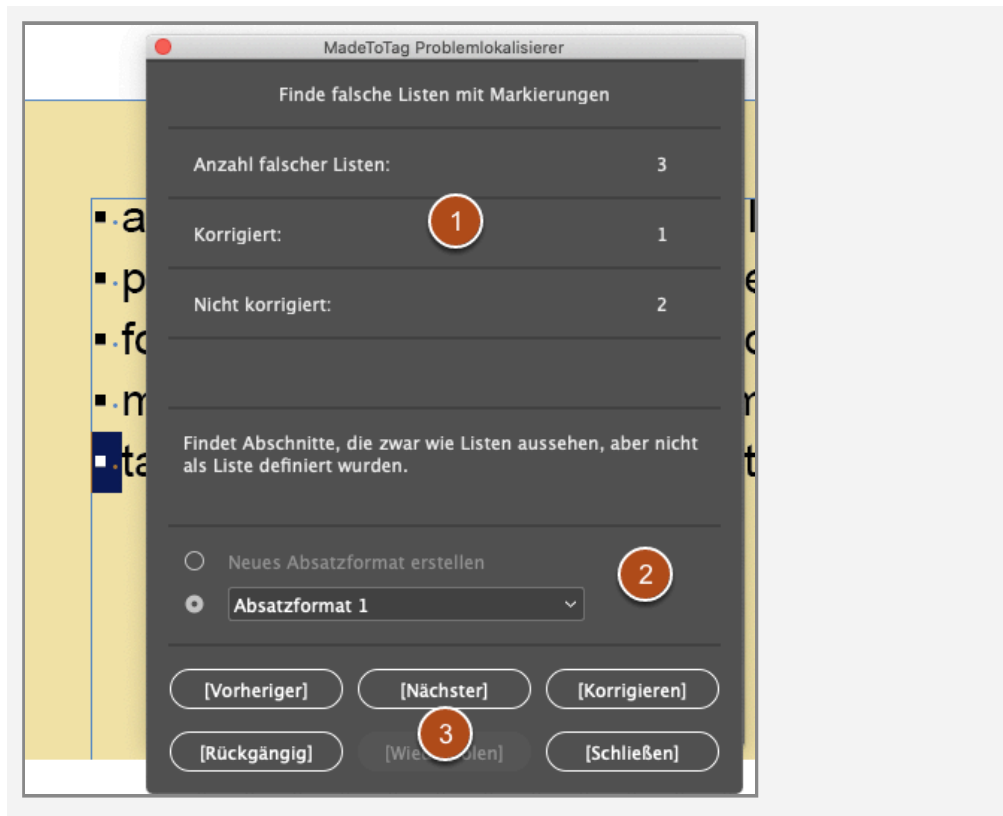 MadeToTag Problemlokalisierer
Finde falsche Listen mit Markierungen
Anzahl falscher Listen: 3
1
Korrigiert: 1
Nicht korrigiert: 2
Findet Abschnitte, die zwar wie Listen aussehen, aber nicht
als Liste definiert wurden.
Neues Absatzformat erstellen
2
Absatzformat 1
[Vorheriger] [Nächster] [Korrigieren]
3
[Rückgängig] [Schließen]